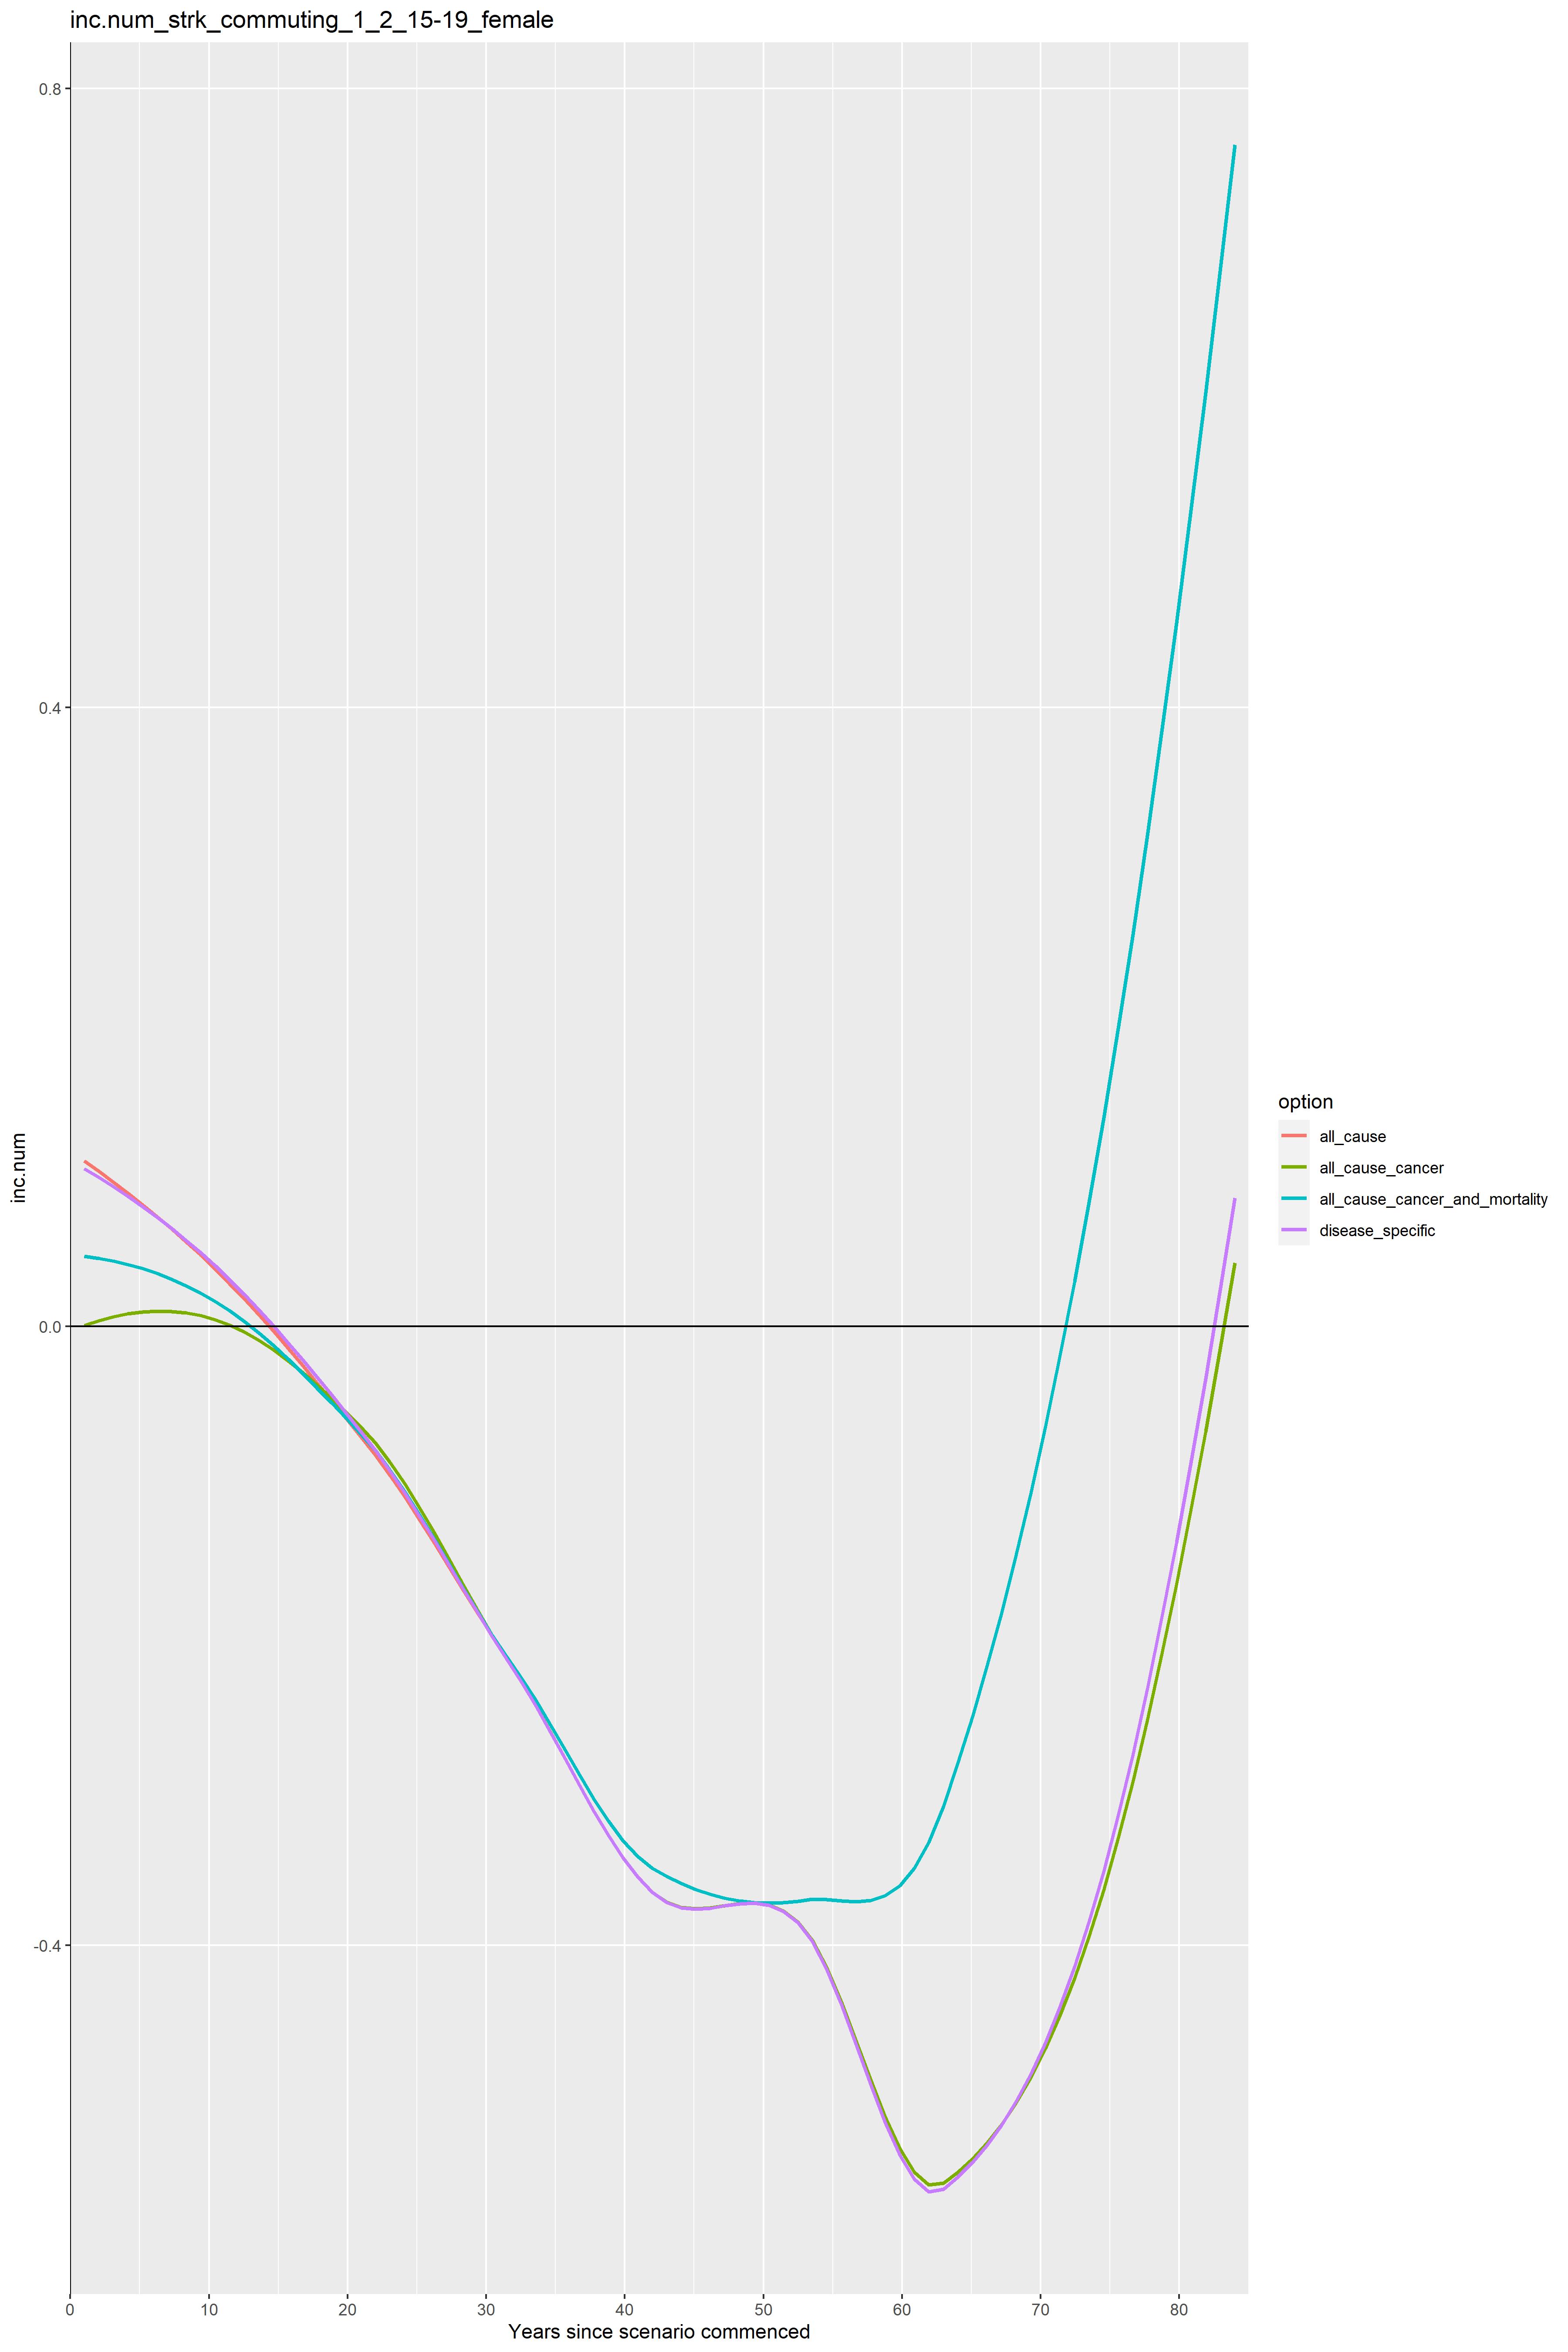 inc.num_strk_commuting_1_2_15-19_female
0.8
0.4
0.0
-0.4
inc.num
0 10 20 30 40 50 60 70 80
Years since scenario commenced
option
all_cause
all_cause_cancer
all_cause_cancer_and_mortality
disease_specific